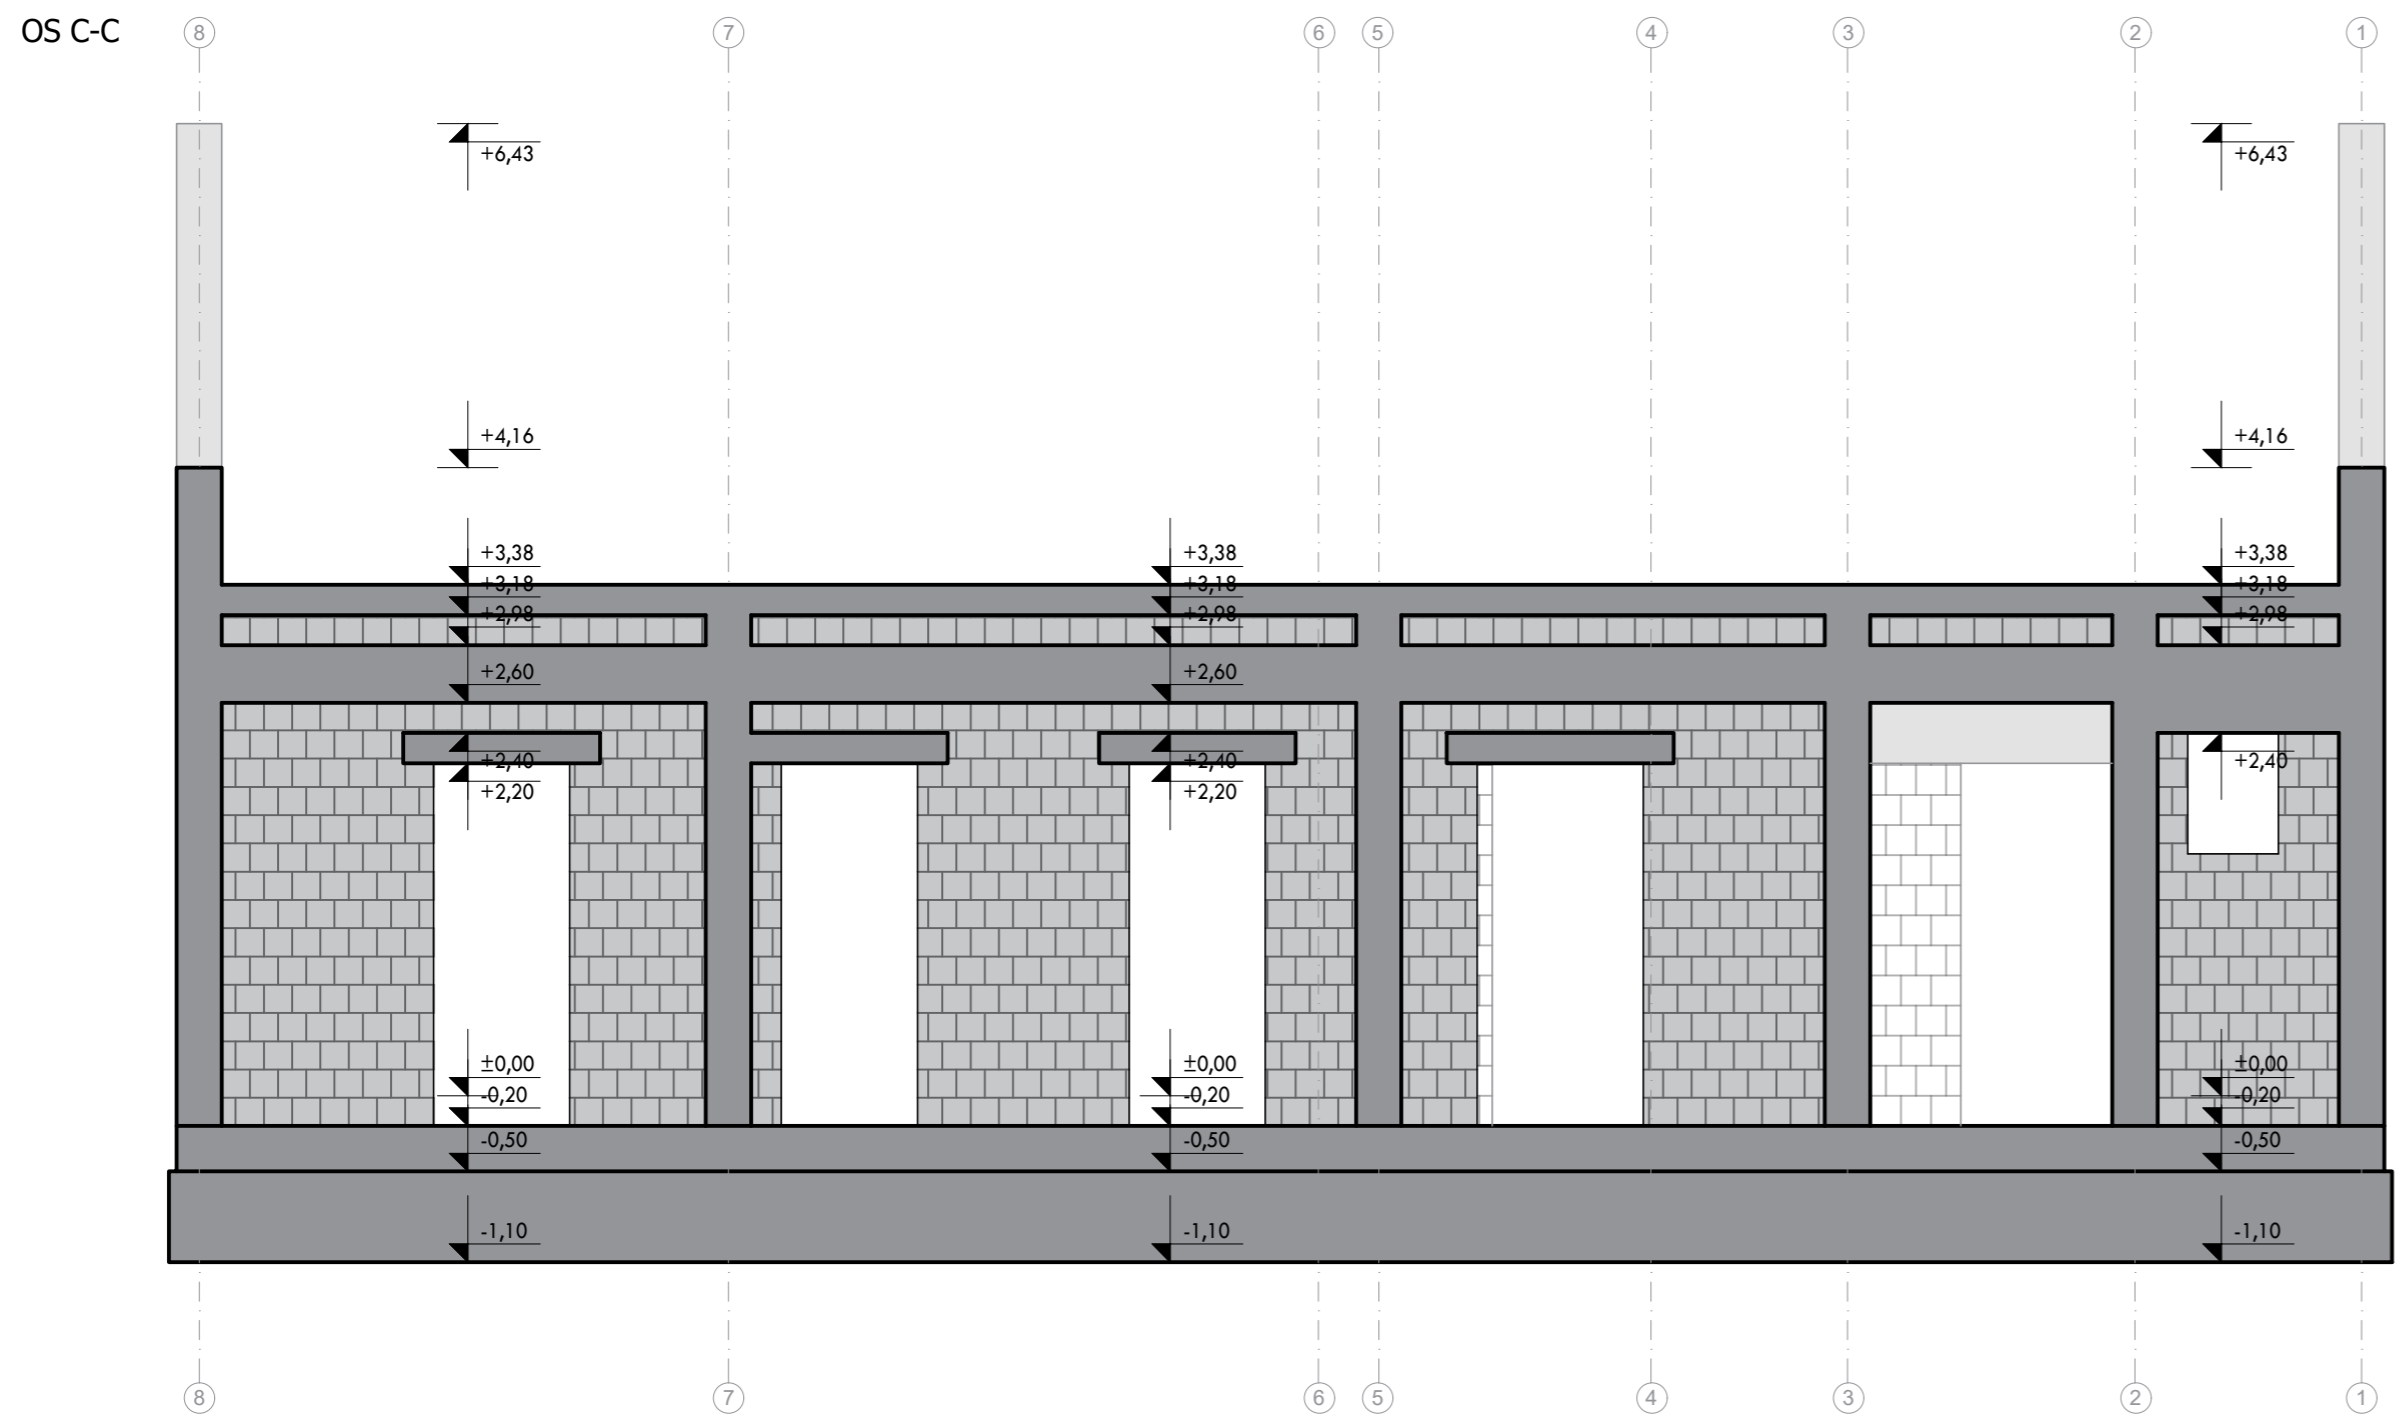 OS C-C
8 7 6 5 4 3 2 1
+6,43 +6,43
+4,16 +4,16
+3,38 +3,38 +3,38
+3,18 +3,18 +3,18
+2,98 +2,98 +2,98
+2,60 +2,60
+2,40 +2,40 +2,40
+2,20 +2,20
±0,00 ±0,00 ±0,00
-0,20 -0,20 -0,20
-0,50 -0,50 -0,50
-1,10 -1,10 -1,10
8 7 6 5 4 3 2 1